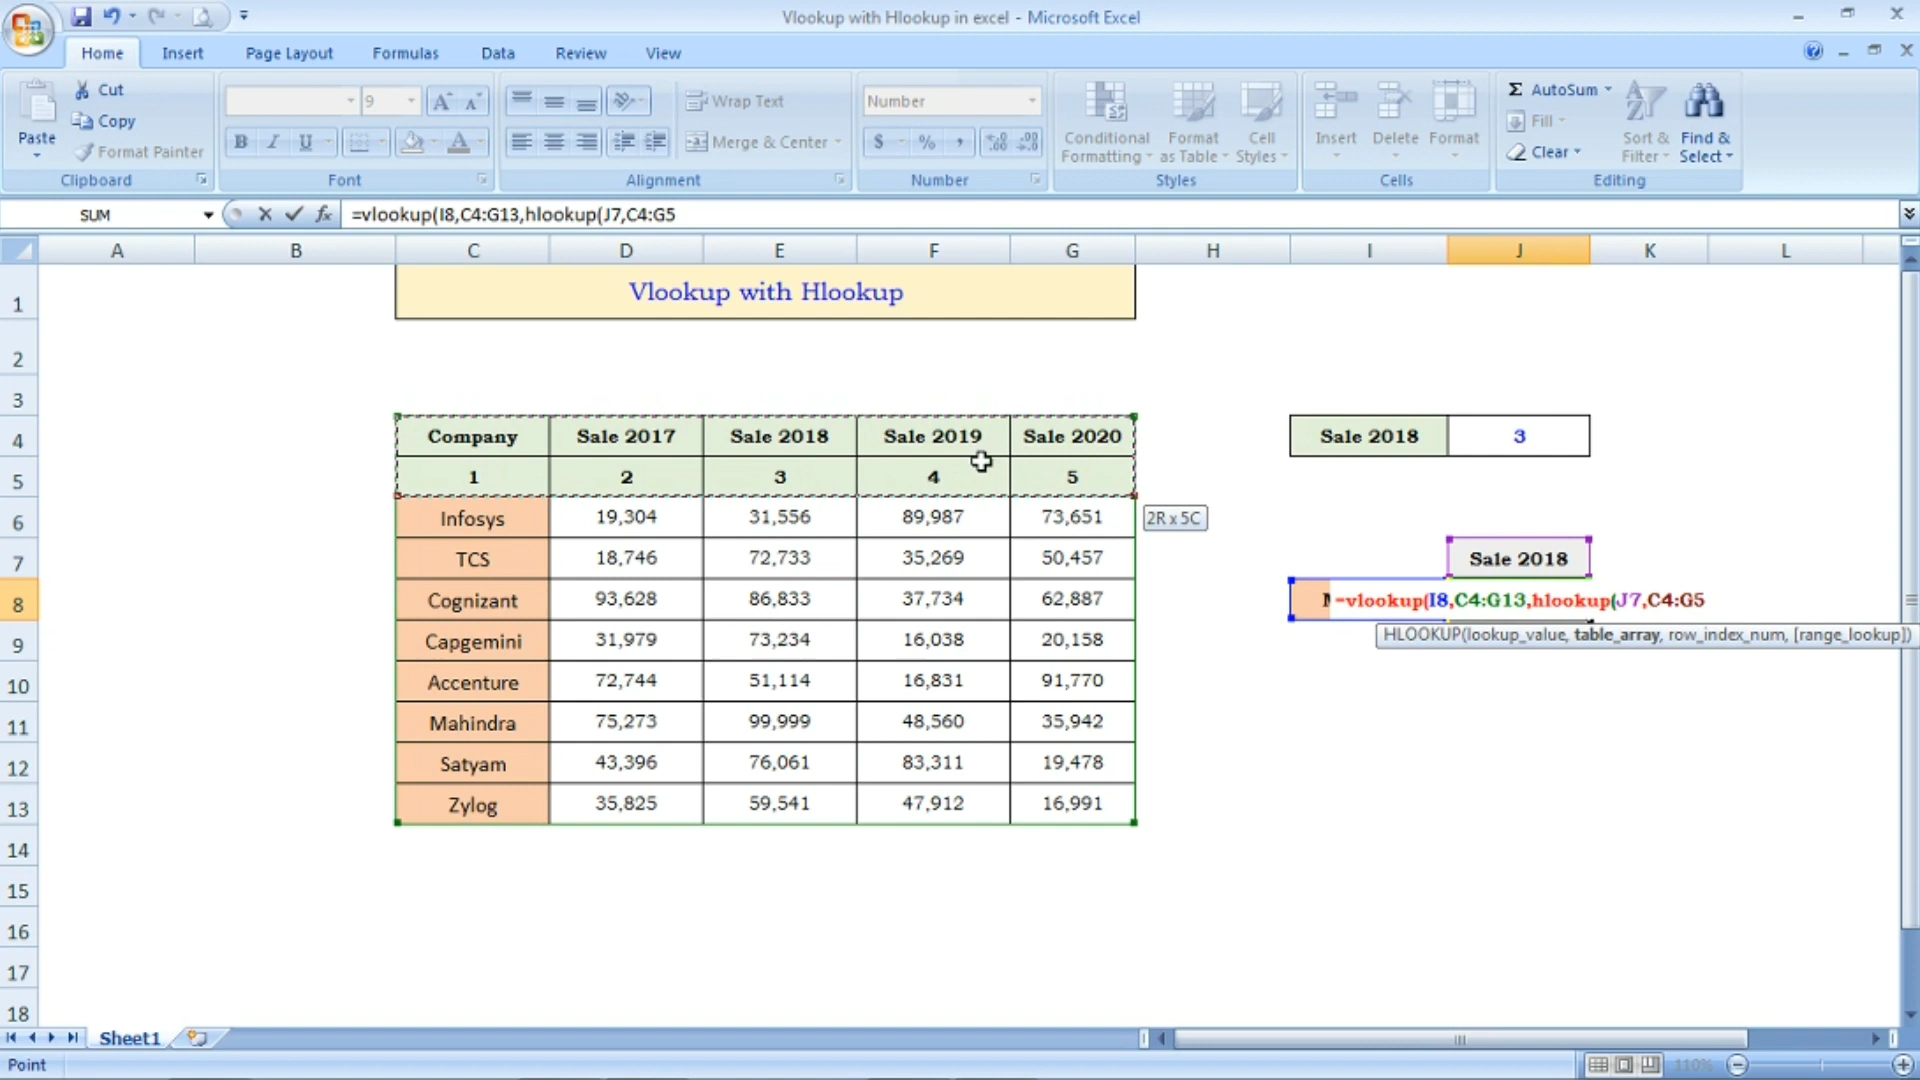 Vlookup with Hlookup in excel - Microsoft Excel
Home Insert Page Layout Formulas Data Review View
Paste Cut Copy Format Painter Clipboard
9 A A B I U A Font
Wrap Text Merge & Center Alignment
Number $ % , Number
Conditional Formatting Format as Table Cell Styles Styles
Insert Delete Format Cells
Σ AutoSum Fill Clear Sort & Filter Find & Select Editing
SUM fx =vlookup(I8,C4:G13,hlookup(J7,C4:G5
A B C D E F G H I J K L
1 Vlookup with Hlookup
2
3
4 Company Sale 2017 Sale 2018 Sale 2019 Sale 2020 Sale 2018 3
5 1 2 3 4 5
6 Infosys 19,304 31,556 89,987 73,651 2R x 5C
7 TCS 18,746 72,733 35,269 50,457 Sale 2018
8 Cognizant 93,628 86,833 37,734 62,887 =vlookup(I8,C4:G13,hlookup(J7,C4:G5
HLOOKUP(lookup_value, table_array, row_index_num, [range_lookup])
9 Capgemini 31,979 73,234 16,038 20,158
10 Accenture 72,744 51,114 16,831 91,770
11 Mahindra 75,273 99,999 48,560 35,942
12 Satyam 43,396 76,061 83,311 19,478
13 Zylog 35,825 59,541 47,912 16,991
14
15
16
17
18
Sheet1
Point 110%